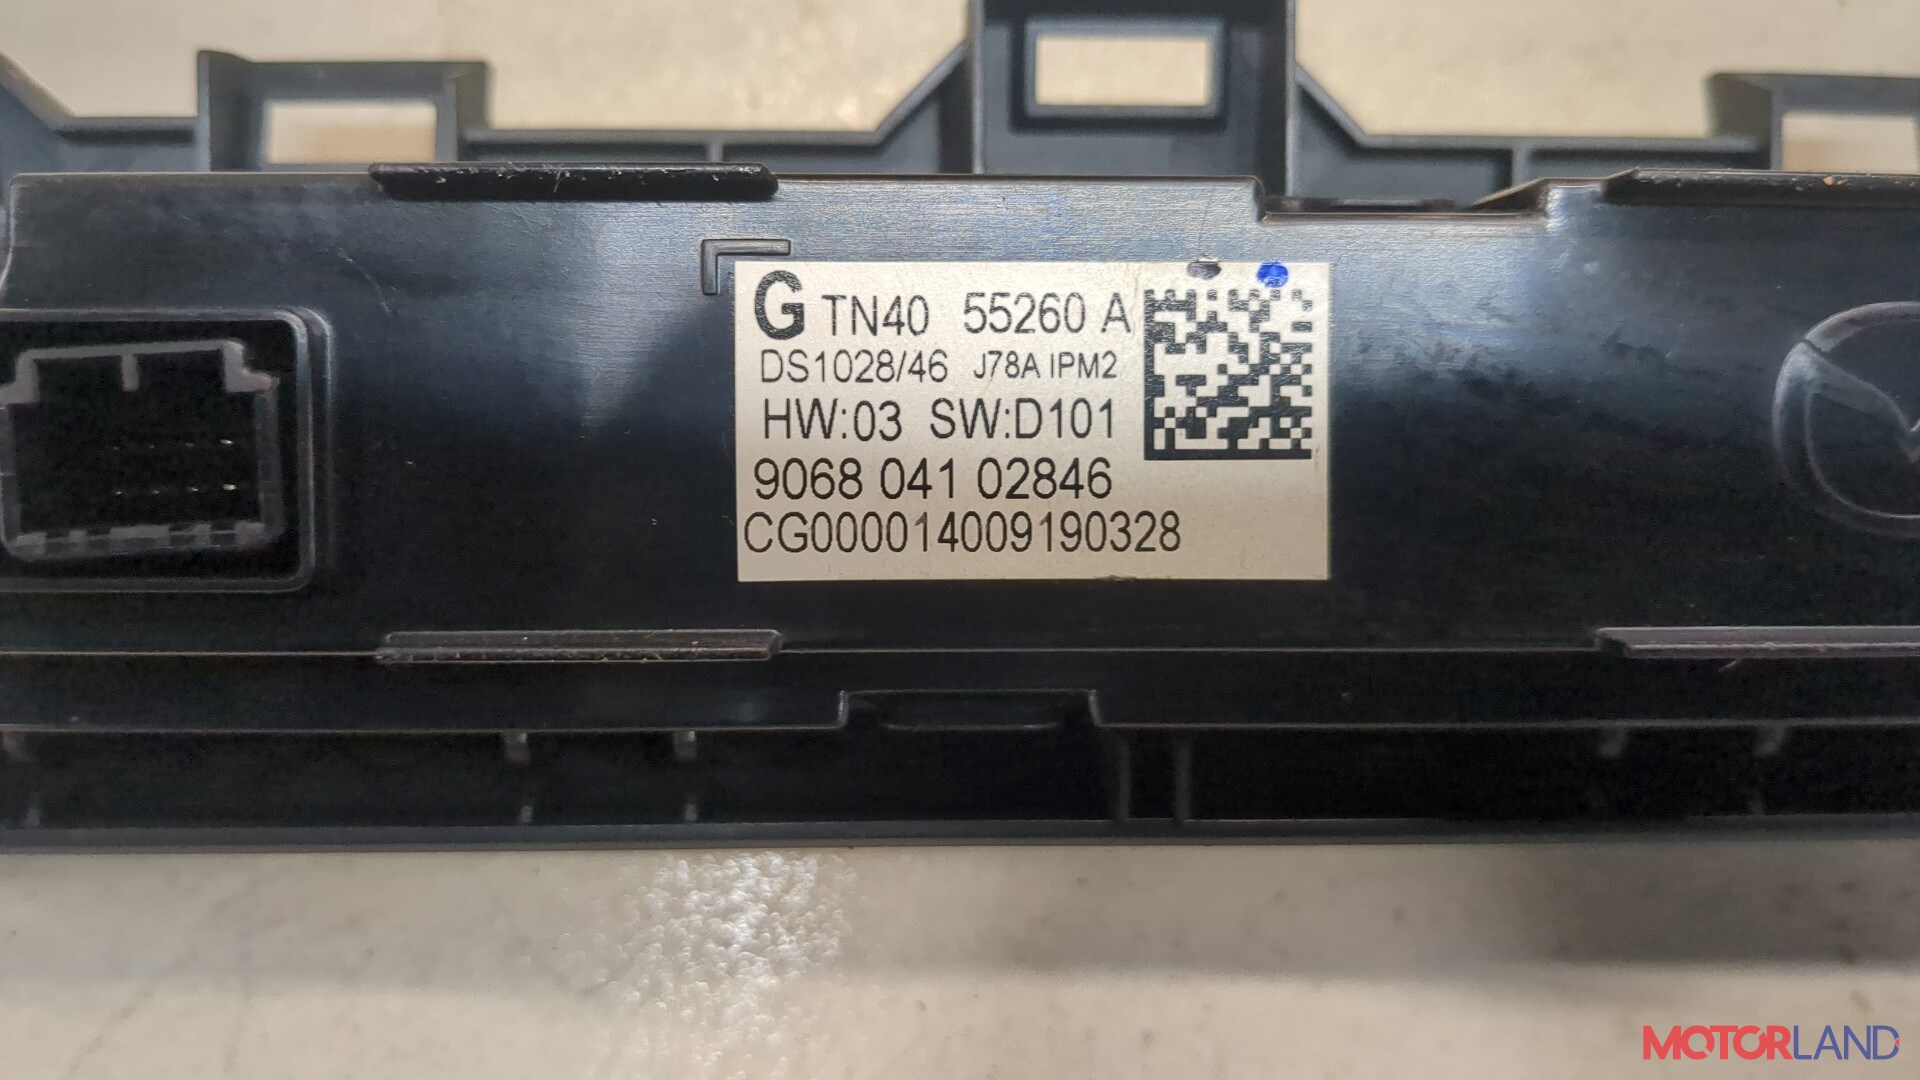 G TN40 55260 A
DS1028/46 J78A IPM2
HW:03 SW:D101
9068 041 02846
CG000014009190328
MOTORLAND